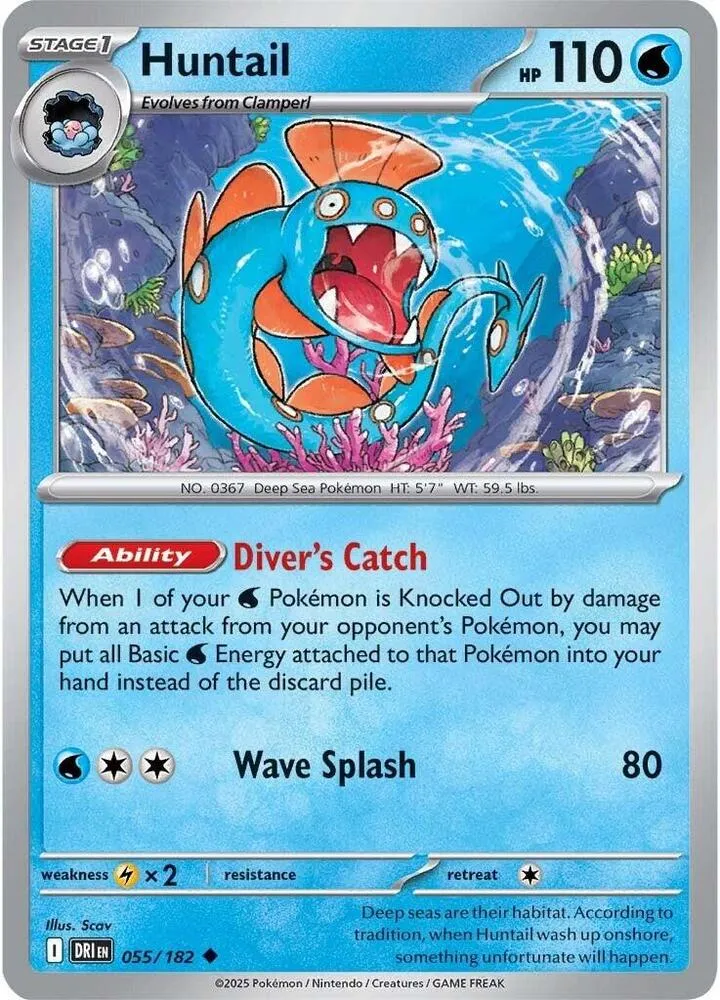 STAGE 1
Huntail
HP 110
Evolves from Clamperl
NO. 0367 Deep Sea Pokémon HT: 5'7" WT: 59.5 lbs.
Ability Diver's Catch
When 1 of your Pokémon is Knocked Out by damage
from an attack from your opponent's Pokémon, you may
put all Basic Energy attached to that Pokémon into your
hand instead of the discard pile.
Wave Splash 80
weakness ×2 resistance retreat
Illus. Scav
I DRI EN 055/182
Deep seas are their habitat. According to
tradition, when Huntail wash up onshore,
something unfortunate will happen.
©2025 Pokémon / Nintendo / Creatures / GAME FREAK